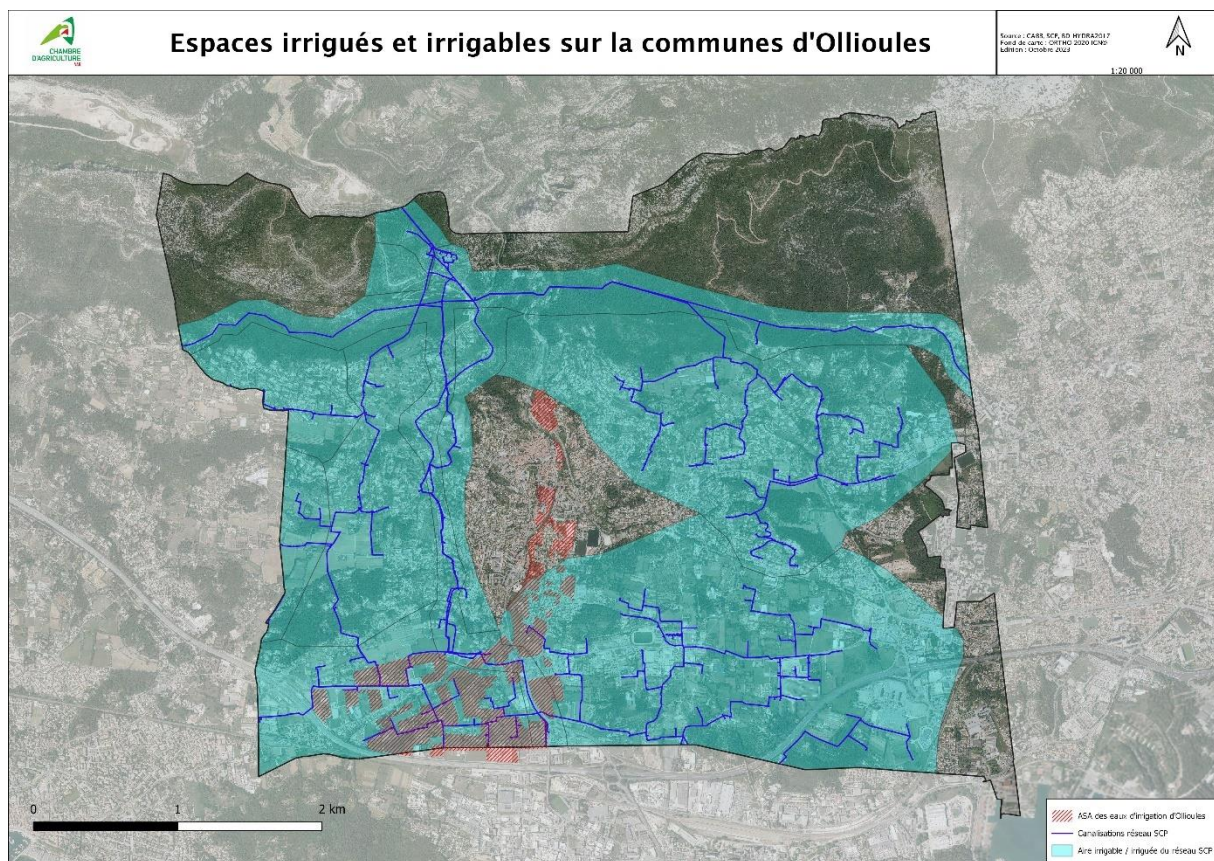 CHAMBRE
D'AGRICULTURE
Espaces irrigués et irrigables sur la communes d'Ollioules
Source : CA83, SCP, BD HYDRA2017
Fond de carte : ORTHO 2020 IGN©
Edition : Octobre 2023
N
1:20 000
0 1 2 km
ASA des eaux d'irrigation d'Ollioules
Canalisations réseau SCP
Aire irrigable / irriguée du réseau SCP